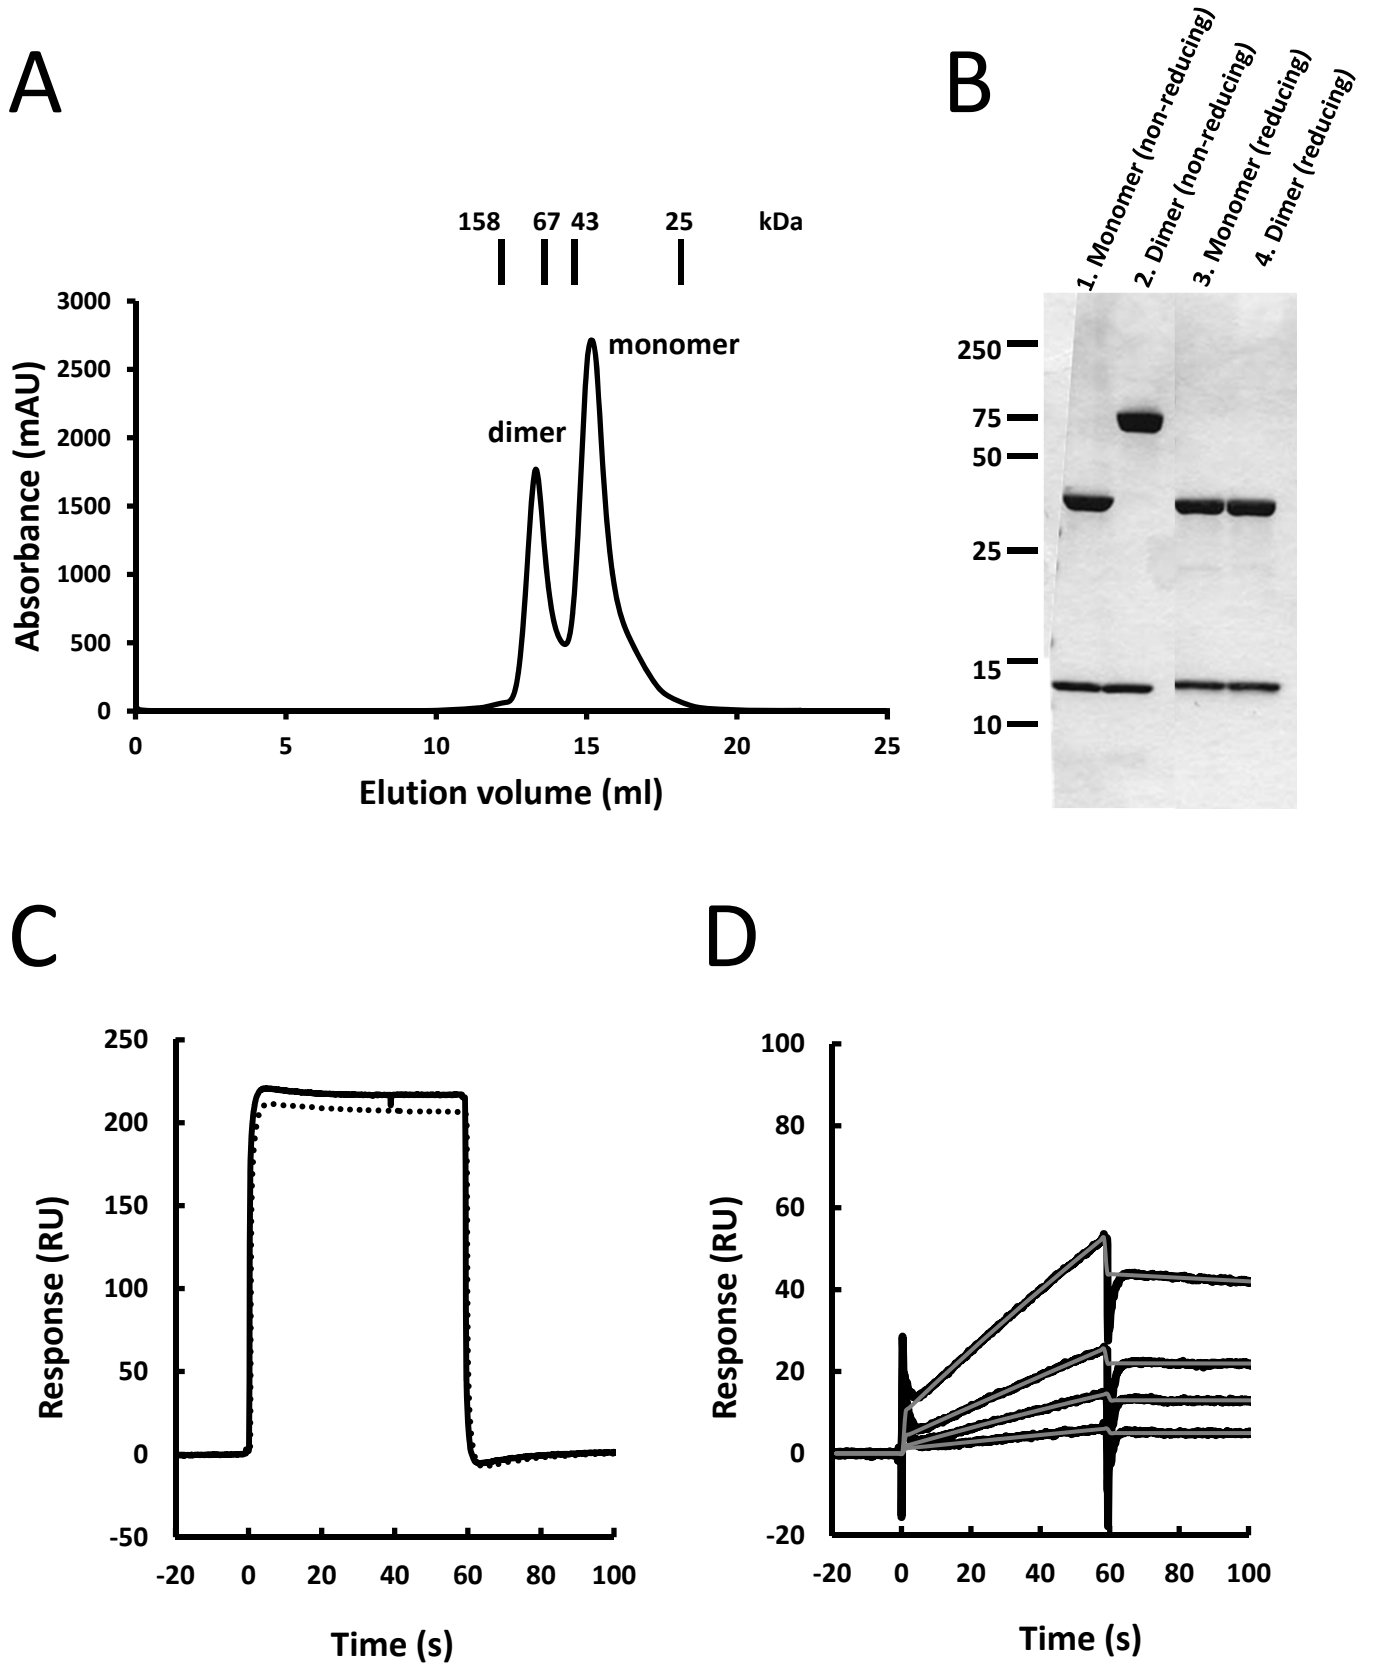 A
158 67 43 25 kDa
3000
2500
2000
1500
1000
500
0
Absorbance (mAU)
dimer
monomer
0 5 10 15 20 25
Elution volume (ml)
B
1. Monomer (non-reducing)
2. Dimer (non-reducing)
3. Monomer (reducing)
4. Dimer (reducing)
250
75
50
25
15
10
C
250
200
150
100
50
0
-50
Response (RU)
-20 0 20 40 60 80 100
Time (s)
D
100
80
60
40
20
0
-20
Response (RU)
-20 0 20 40 60 80 100
Time (s)